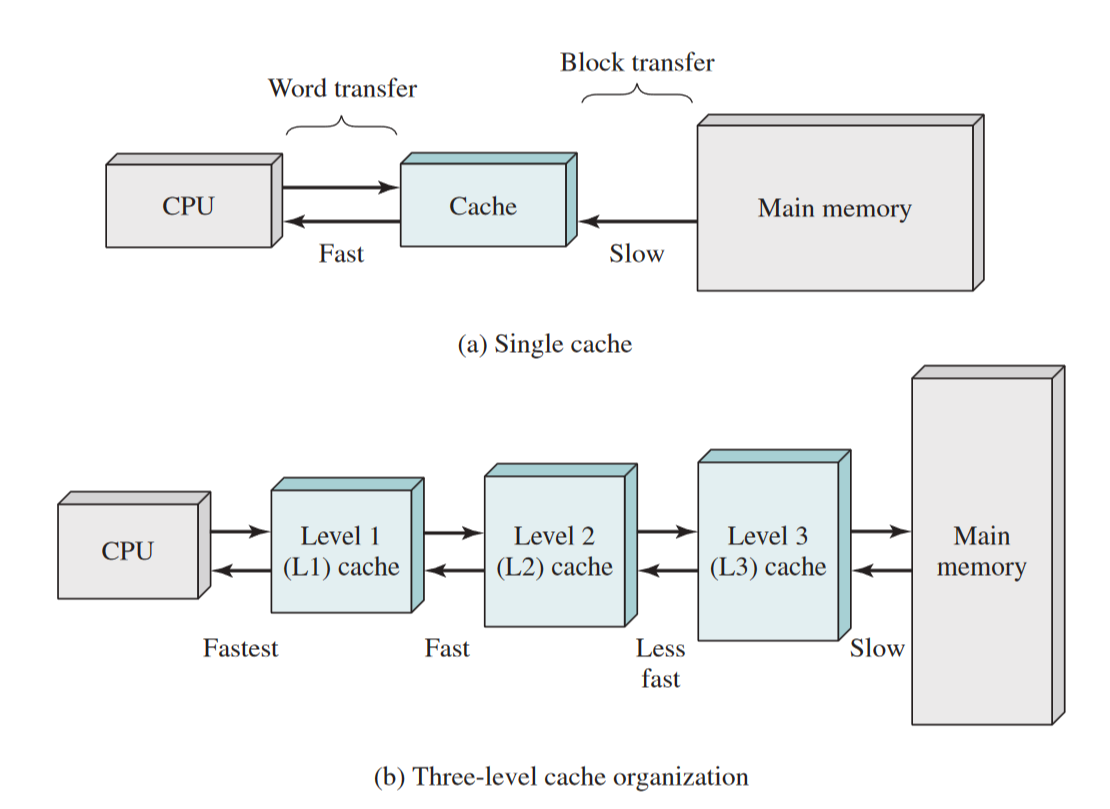 Block transfer
Word transfer
CPU
Cache
Main memory
Fast
Slow
(a) Single cache
CPU
Level 1
(L1) cache
Level 2
(L2) cache
Level 3
(L3) cache
Main
memory
Fastest
Fast
Less
fast
Slow
(b) Three-level cache organization